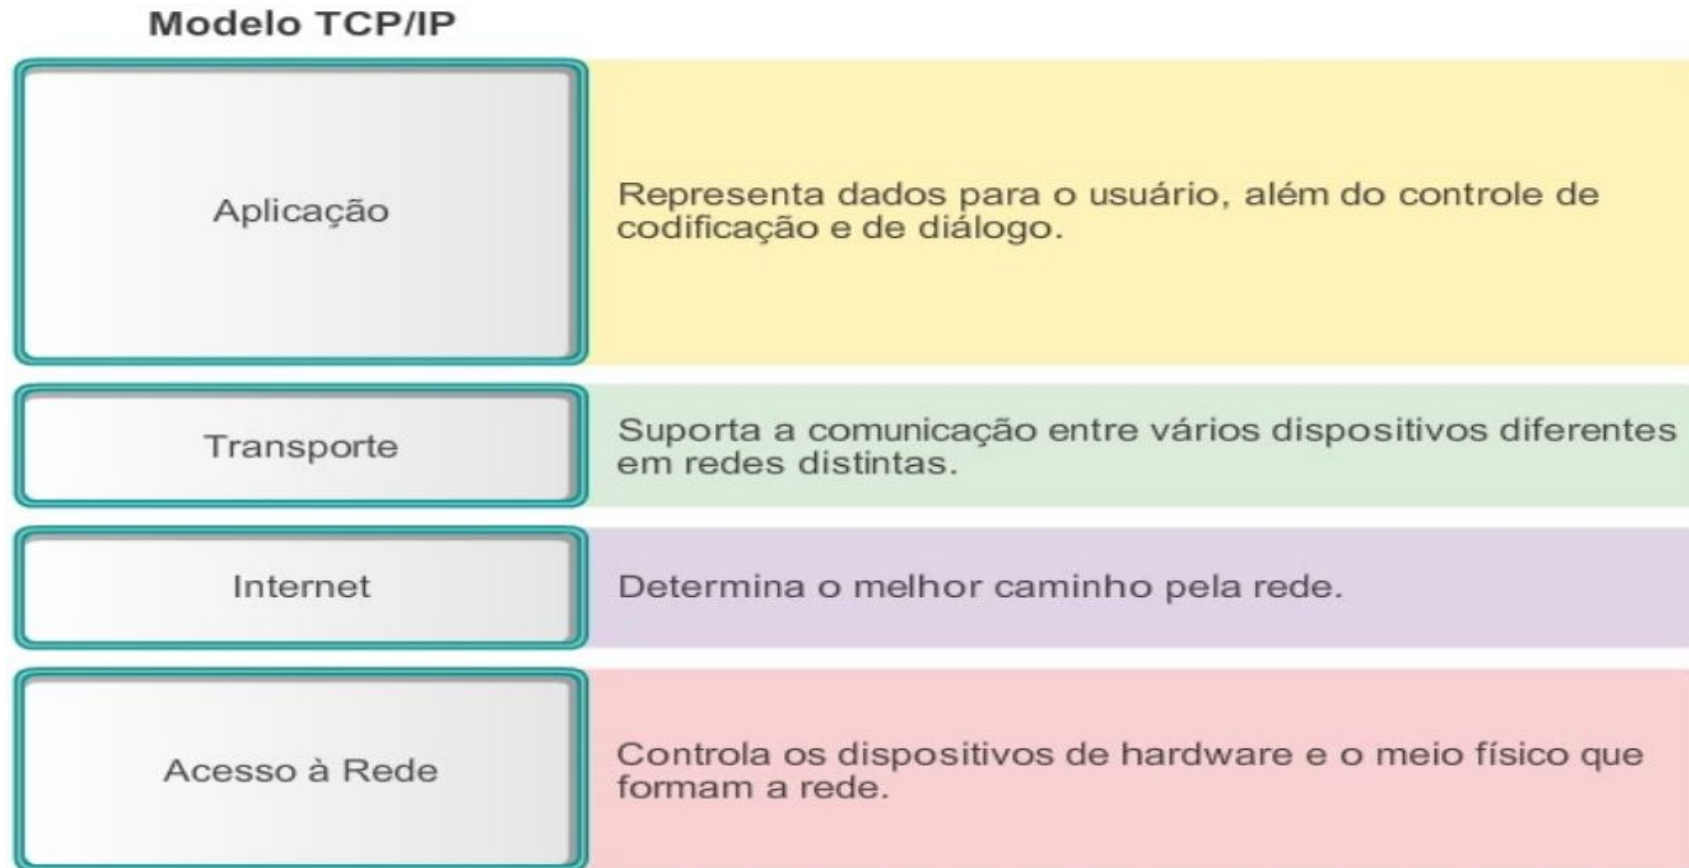 Modelo TCP/IP
Aplicação
Representa dados para o usuário, além do controle de
codificação e de diálogo.
Transporte
Suporta a comunicação entre vários dispositivos diferentes
em redes distintas.
Internet
Determina o melhor caminho pela rede.
Acesso à Rede
Controla os dispositivos de hardware e o meio físico que
formam a rede.